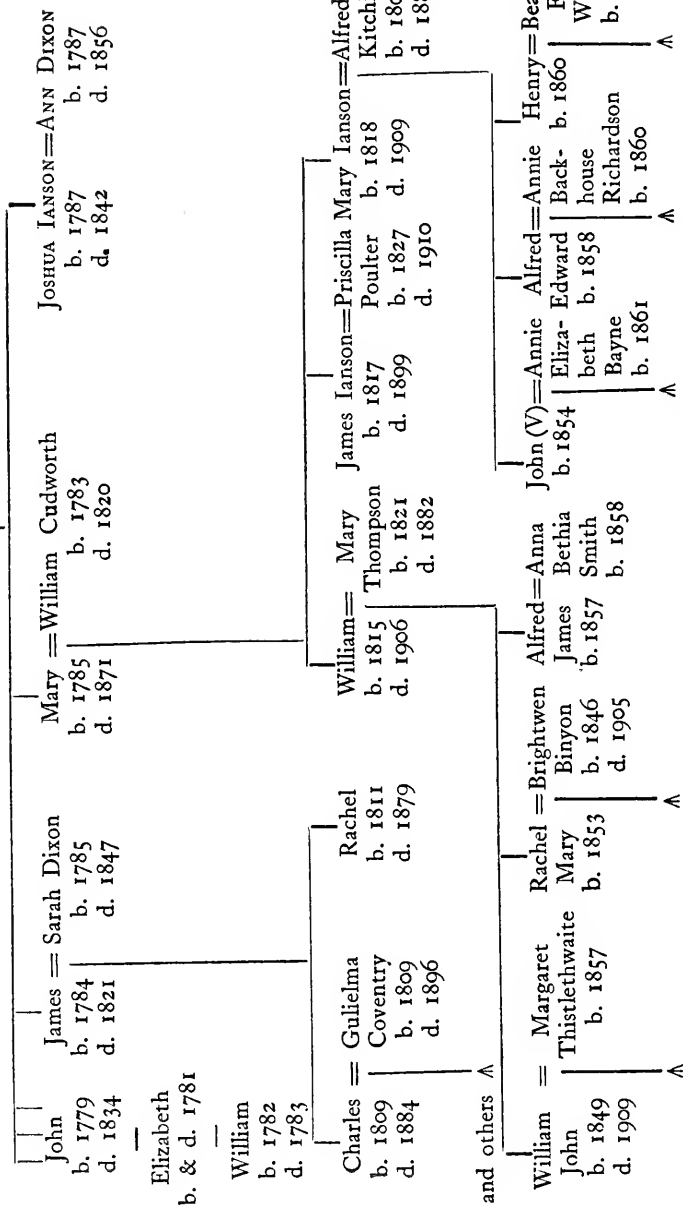 John
b. 1779
d. 1834
Elizabeth
b. & d. 1781
William
b. 1782
d. 1783
James = Sarah Dixon
b. 1784 b. 1785
d. 1821 d. 1847
Mary = William Cudworth
b. 1785 b. 1783
d. 1871 d. 1820
JOSHUA IANSON = ANN DIXON
b. 1787 b. 1787
d. 1842 d. 1856
Charles = Gulielma
b. 1809 Coventry
d. 1884 b. 1809
d. 1896
Rachel
b. 1811
d. 1879
William = Mary
b. 1815 Thompson
d. 1906 b. 1821
d. 1882
James Ianson = Priscilla
b. 1817 Poulter
d. 1899 b. 1827
d. 1910
Mary Ianson = Alfred
b. 1818
d. 1909 d.
and others
William = Margaret
John Thistlethwaite
b. 1849 b. 1857
d. 1909
Rachel = Brightwen
Mary Binyon
b. 1853 b. 1846
d. 1905
Alfred = Anna
James Bethia
b. 1857 Smith
b. 1858
John (V) = Annie
b. 1854 Eliza-
beth
Bayne
b. 1861
Alfred = Annie
Edward Back-
b. 1858 house
Richardson
b. 1860
Henry =
b. 1860
b.